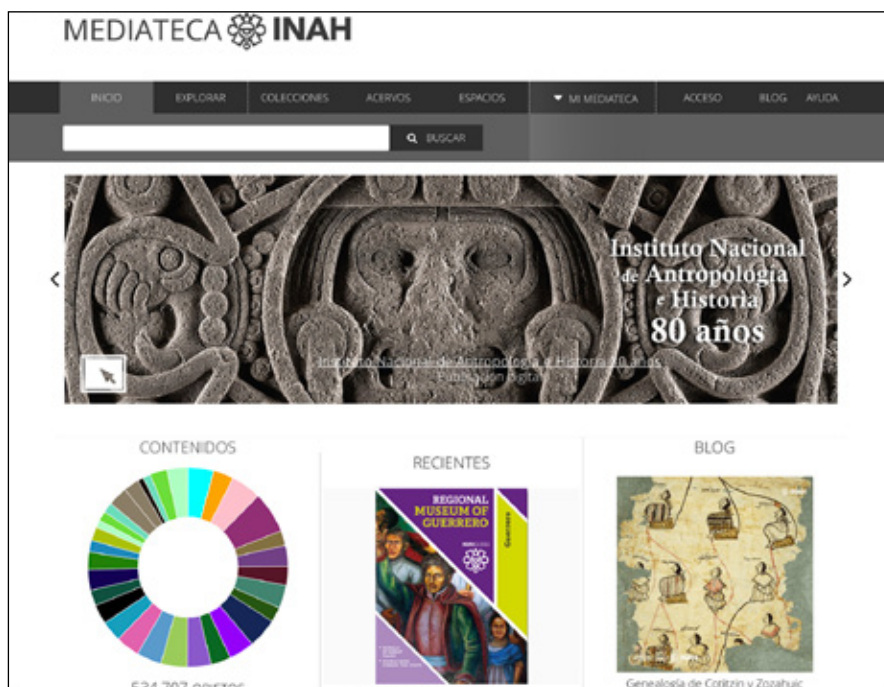 MEDIATECA INAH
INICIO EXPLORAR COLECCIONES ACERVOS ESPACIOS MI MEDIATECA ACCESO BLOG AYUDA
BUSCAR
Instituto Nacional
de Antropología
e Historia
80 años
Instituto Nacional de Antropología e Historia 80 años
Publicación digital
CONTENIDOS
RECIENTES
BLOG
REGIONAL
MUSEUM OF
GUERRERO
Guerrero
Genealogía de Cotitzin y Zozahuic